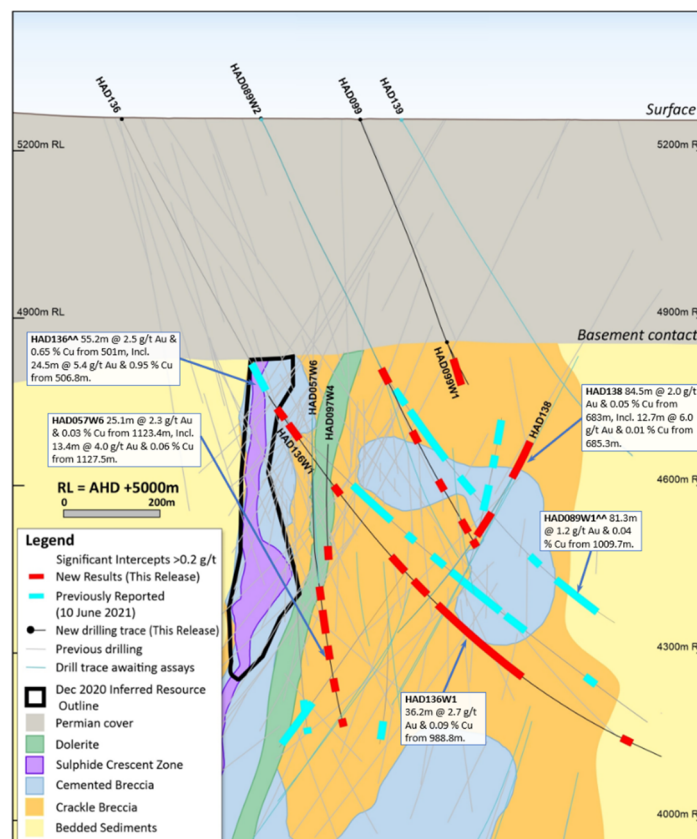 HAD136
HAD089W2
HAD099
HAD139
Surface
5200m RL
5200m R
4900m RL
4900m R
Basement contact
HAD136^^ 55.2m @ 2.5 g/t Au &
0.65 % Cu from 501m, Incl.
24.5m @ 5.4 g/t Au & 0.95 % Cu
from 506.8m.
HAD057W6
HAD097W4
HAD099W1
HAD138
HAD136W1
HAD138 84.5m @ 2.0 g/t
Au & 0.05 % Cu from
683m, Incl. 12.7m @ 6.0
g/t Au & 0.01 % Cu from
685.3m.
HAD057W6 25.1m @ 2.3 g/t Au
& 0.03 % Cu from 1123.4m, Incl.
13.4m @ 4.0 g/t Au & 0.06 % Cu
from 1127.5m.
RL = AHD +5000m
0
200m
4600m R
HAD089W1^^ 81.3m
@ 1.2 g/t Au & 0.04
% Cu from 1009.7m.
4300m R
HAD136W1
36.2m @ 2.7 g/t
Au & 0.09 % Cu
from 988.8m.
4000m R
Legend
Significant Intercepts >0.2 g/t
New Results (This Release)
Previously Reported
(10 June 2021)
New drilling trace (This Release)
Previous drilling
Drill trace awaiting assays
Dec 2020 Inferred Resource
Outline
Permian cover
Dolerite
Sulphide Crescent Zone
Cemented Breccia
Crackle Breccia
Bedded Sediments